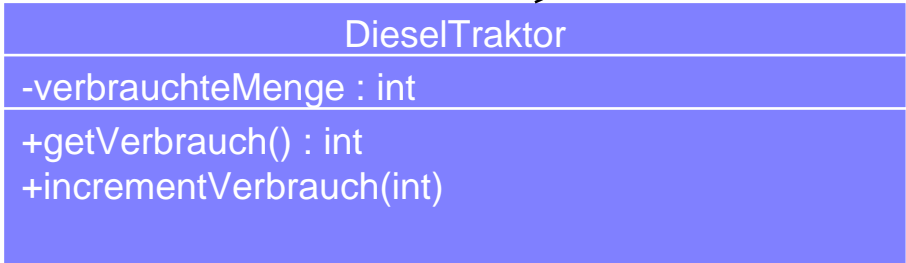 DieselTraktor
-verbrauchteMenge : int
+getVerbrauch() : int
+incrementVerbrauch(int)